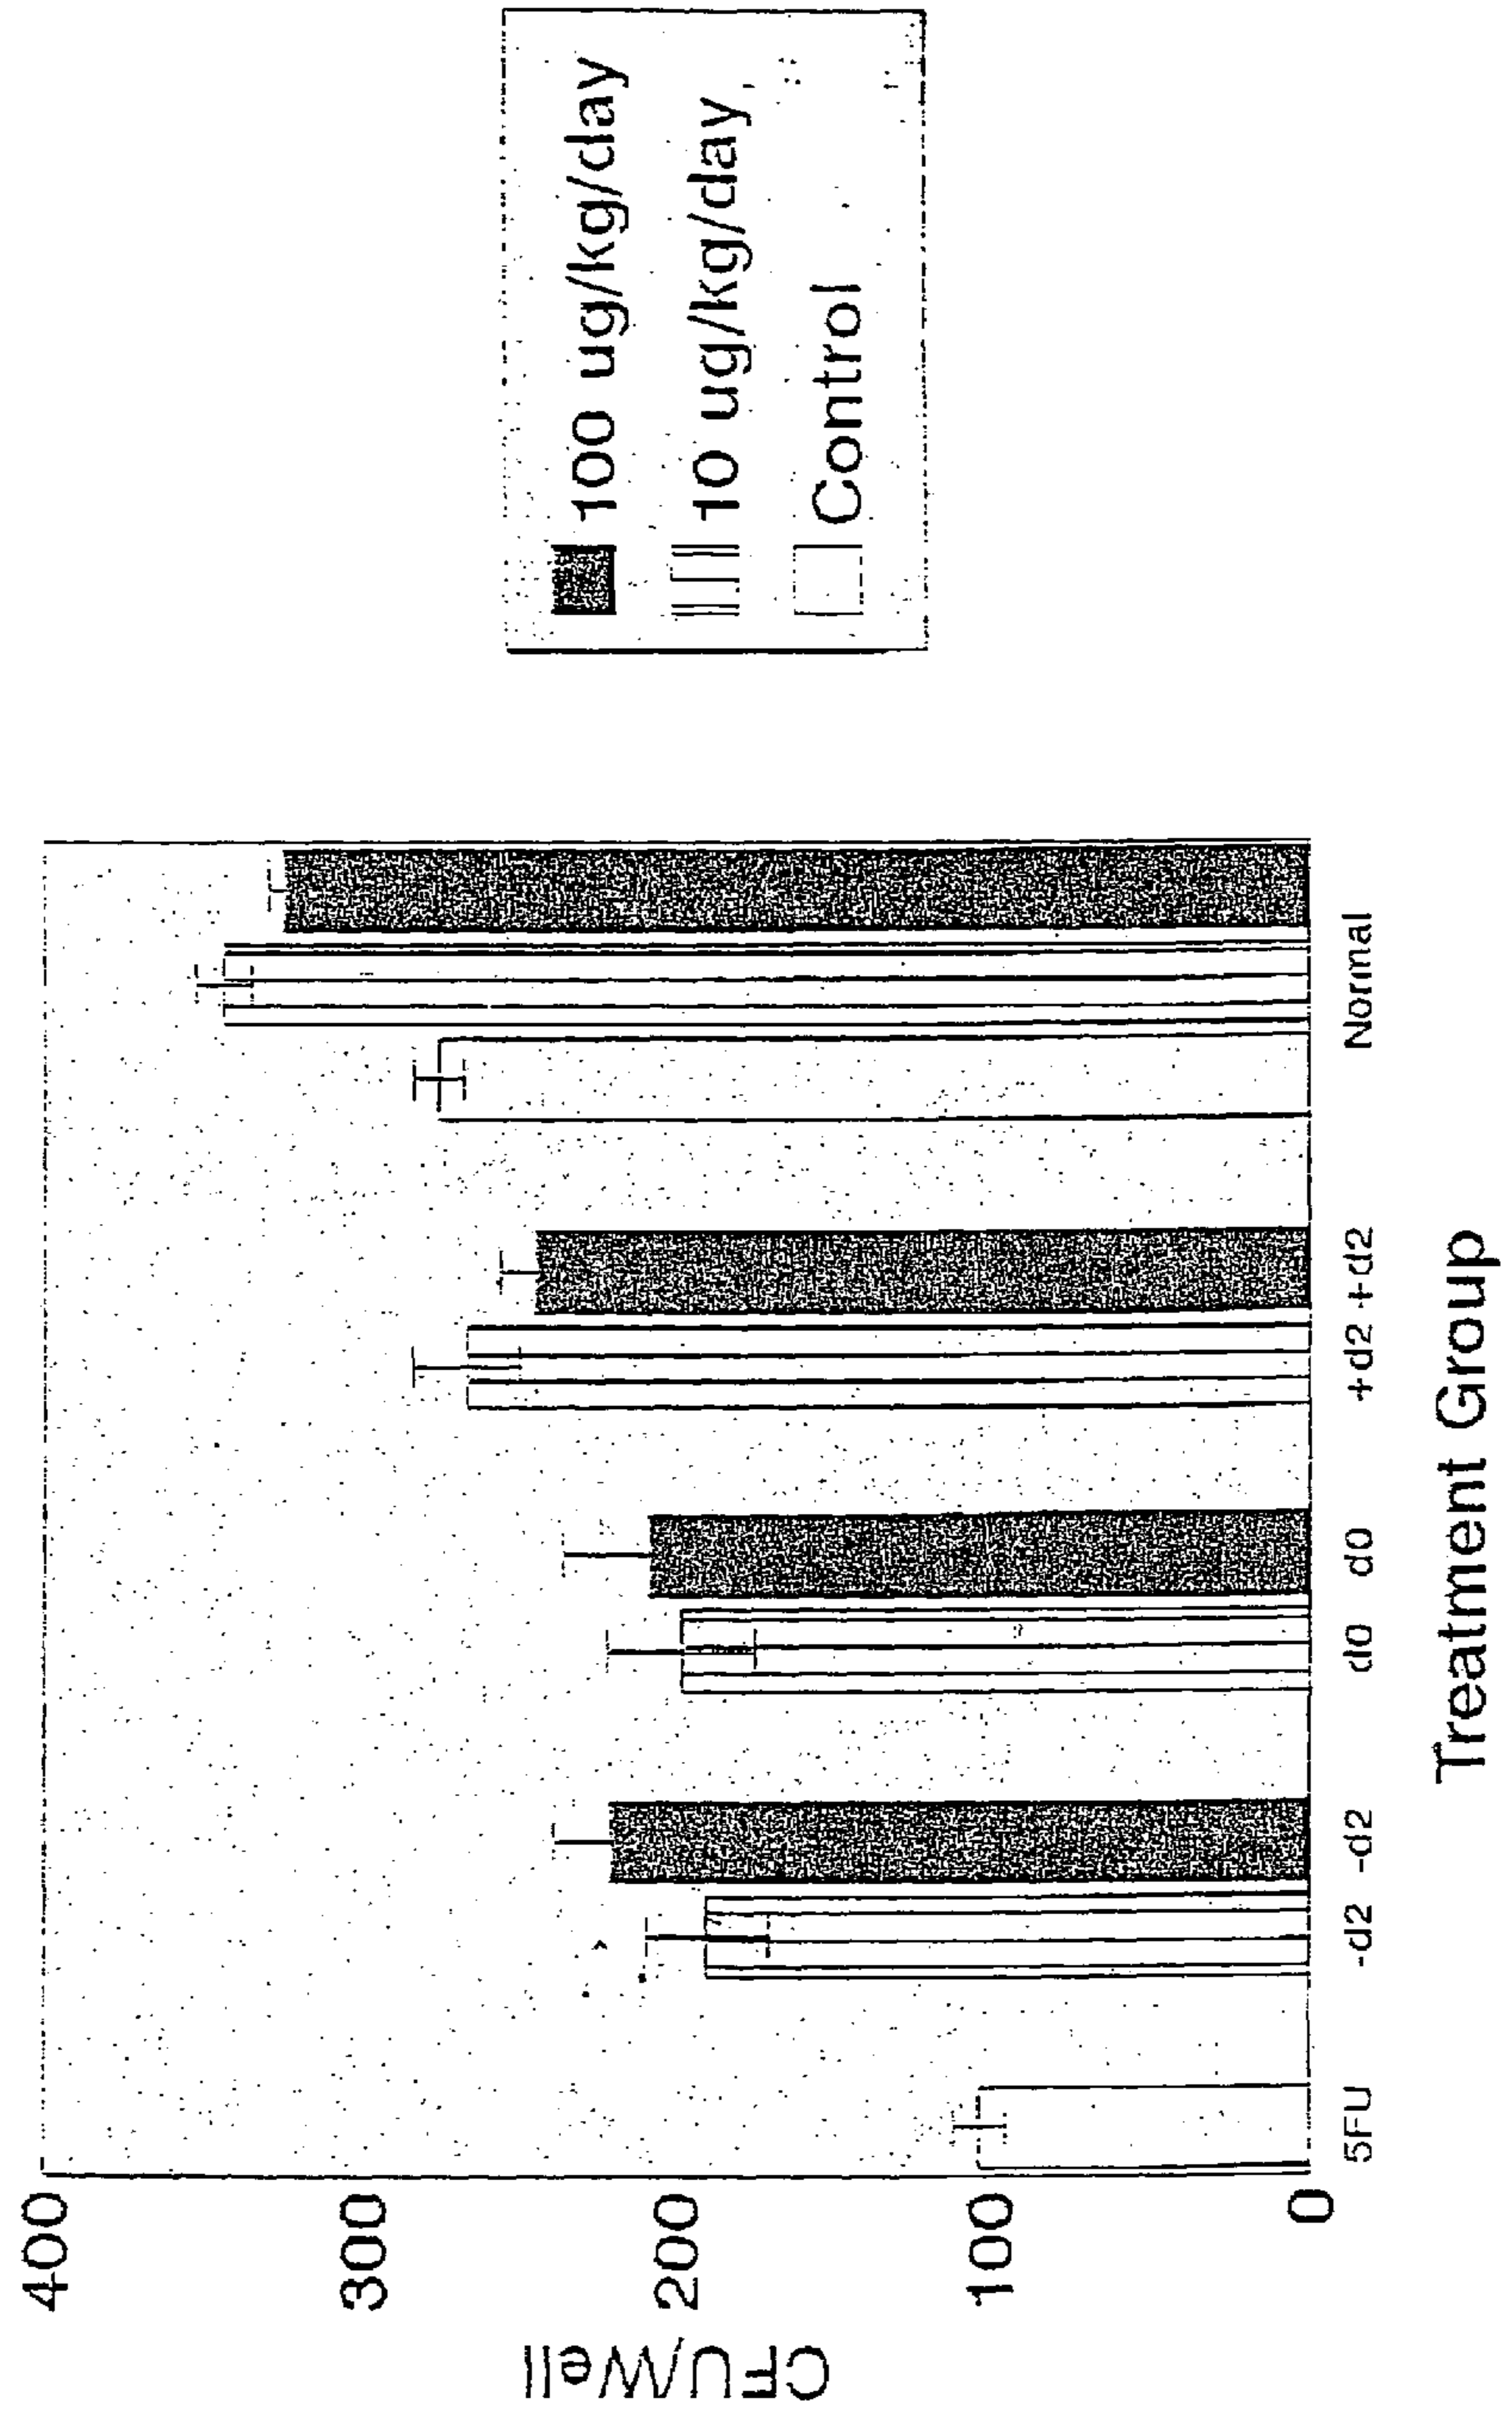 CFU/Well
400
300
200
100
0
5FU
-d2 -d2
d0 d0
+d2 +d2
Normal
Treatment Group
100 ug/kg/day
10 ug/kg/day
Control